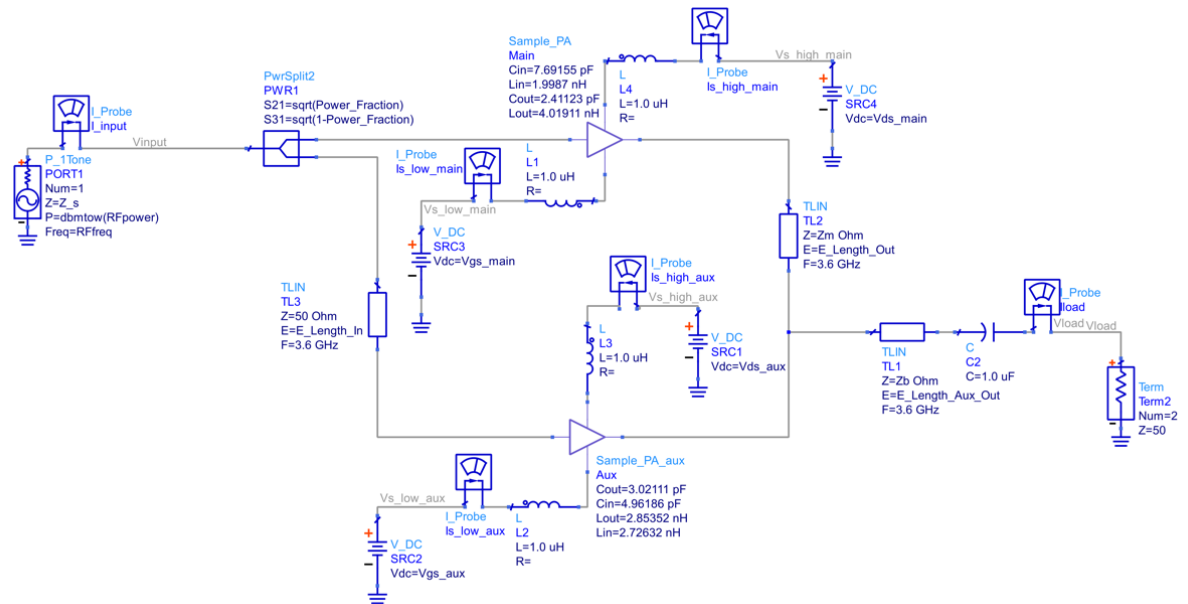 Sample_PA
Main
Cin=7.69155 pF
Lin=1.9987 nH
Cout=2.41123 pF
Lout=4.01911 nH
L
L4
L=1.0 uH
R=
I_Probe
Is_high_main
Vs_high_main
+
V_DC
SRC4
Vdc=Vds_main
PwrSplit2
PWR1
S21=sqrt(Power_Fraction)
S31=sqrt(1-Power_Fraction)
I_Probe
I_input
Vinput
+
P_1Tone
PORT1
Num=1
Z=Z_s
P=dbmtow(RFpower)
Freq=RFfreq
I_Probe
Is_low_main
L
L1
L=1.0 uH
R=
Vs_low_main
+
V_DC
SRC3
Vdc=Vgs_main
TLIN
TL2
Z=Zm Ohm
E=E_Length_Out
F=3.6 GHz
TLIN
TL3
Z=50 Ohm
E=E_Length_In
F=3.6 GHz
I_Probe
Is_high_aux
Vs_high_aux
L
L3
L=1.0 uH
R=
+
V_DC
SRC1
Vdc=Vds_aux
TLIN
TL1
Z=Zb Ohm
E=E_Length_Aux_Out
F=3.6 GHz
C
C2
C=1.0 uF
I_Probe
Iload
Vload
Vload
+
Term
Term2
Num=2
Z=50
Sample_PA_aux
Aux
Cout=3.02111 pF
Cin=4.96186 pF
Lout=2.85352 nH
Lin=2.72632 nH
Vs_low_aux
I_Probe
Is_low_aux
L
L2
L=1.0 uH
R=
+
V_DC
SRC2
Vdc=Vgs_aux